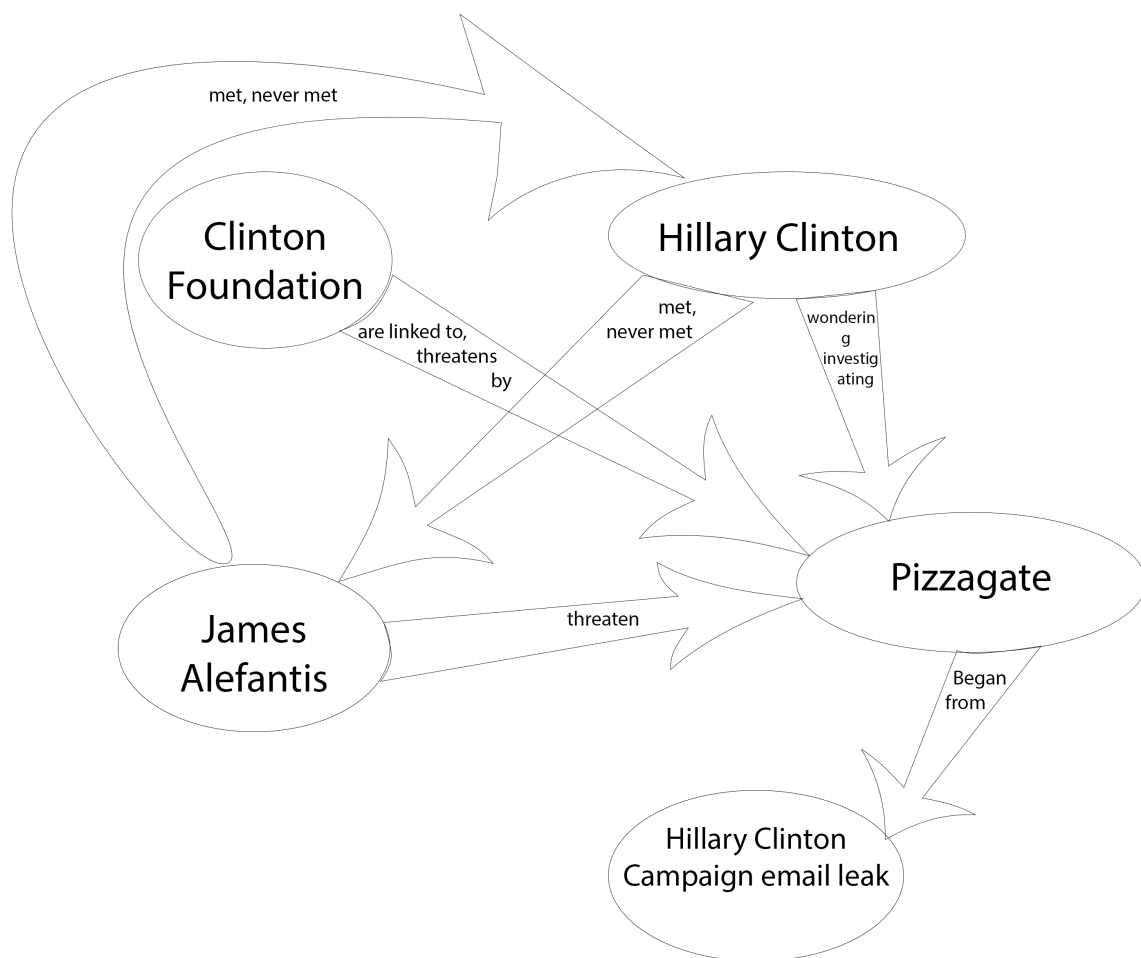 met, never met
Clinton
Foundation
Hillary Clinton
are linked to,
threatens
by
met,
never met
wonderin
g
investig
ating
Pizzagate
James
Alefantis
threaten
Began
from
Hillary Clinton
Campaign email leak